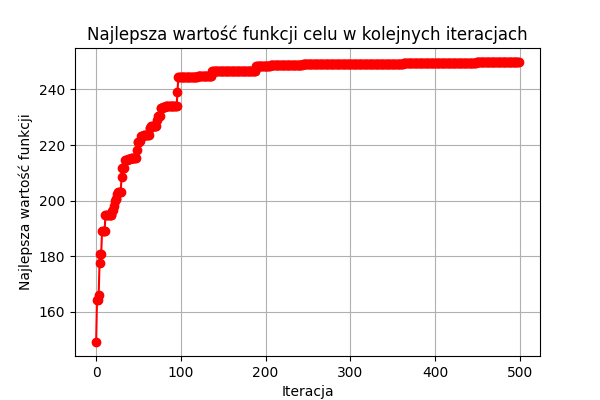 Najlepsza wartość funkcji celu w kolejnych iteracjach
Najlepsza wartość funkcji
240
220
200
180
160
0 100 200 300 400 500
Iteracja